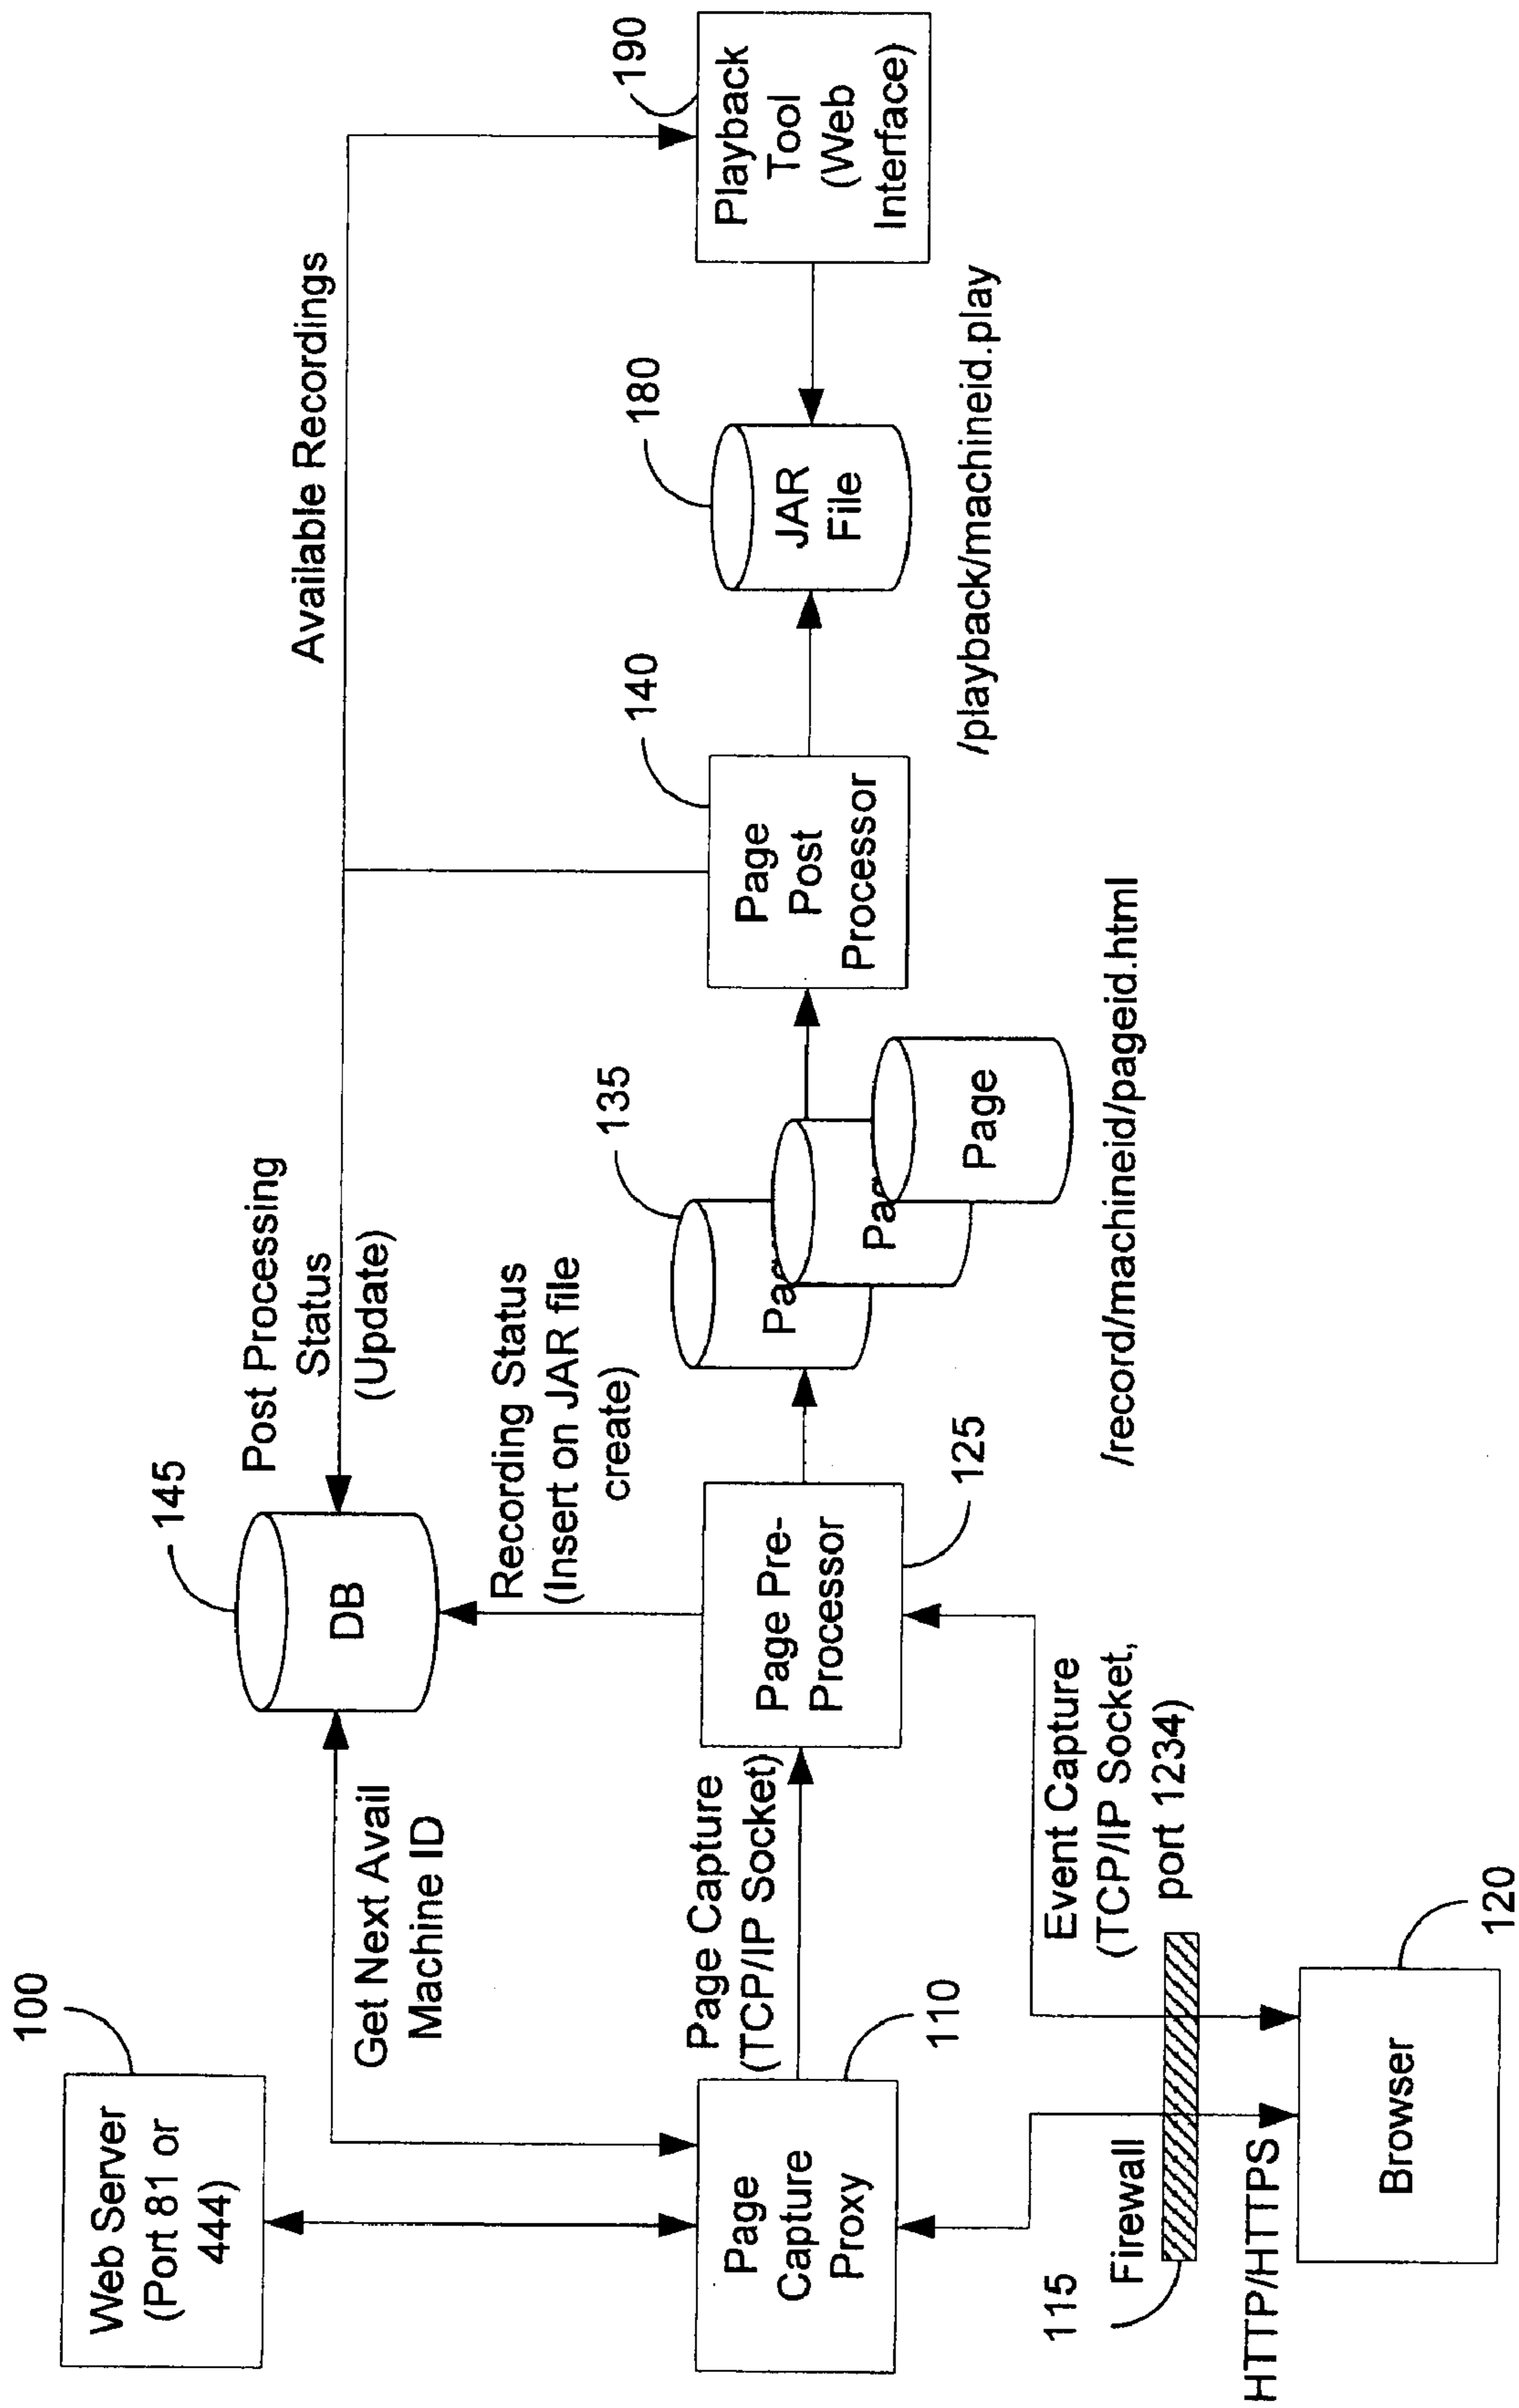 100
Web Server
(Port 81 or
444)
Get Next Avail
Machine ID
145
DB
Post Processing
Status
(Update)
Available Recordings
Recording Status
(Insert on JAR file
create)
Page Capture
(TCP/IP Socket)
110
Page
Capture
Proxy
Page Pre-
Processor
125
135
Pa
Pa
Page
/record/machineid/pageid.html
140
Page
Post
Processor
180
JAR
File
/playback/machineid.play
190
Playback
Tool
(Web
Interface)
Event Capture
(TCP/IP Socket,
port 1234)
115
Firewall
HTTP/HTTPS
120
Browser